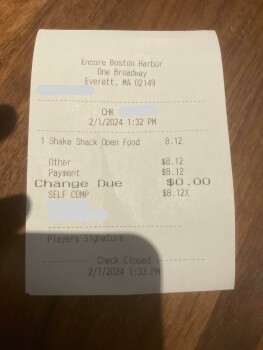 Encore Boston Harbor
One Broadway
Everett, MA 02149
CHK
2/1/2024 1:32 PM
1 Shake Shack Open Food 8.12
Other $8.12
Payment $8.12
Change Due $0.00
SELF COMP $8.12X
Players Signature
Check Closed
2/1/2024 1:33 PM